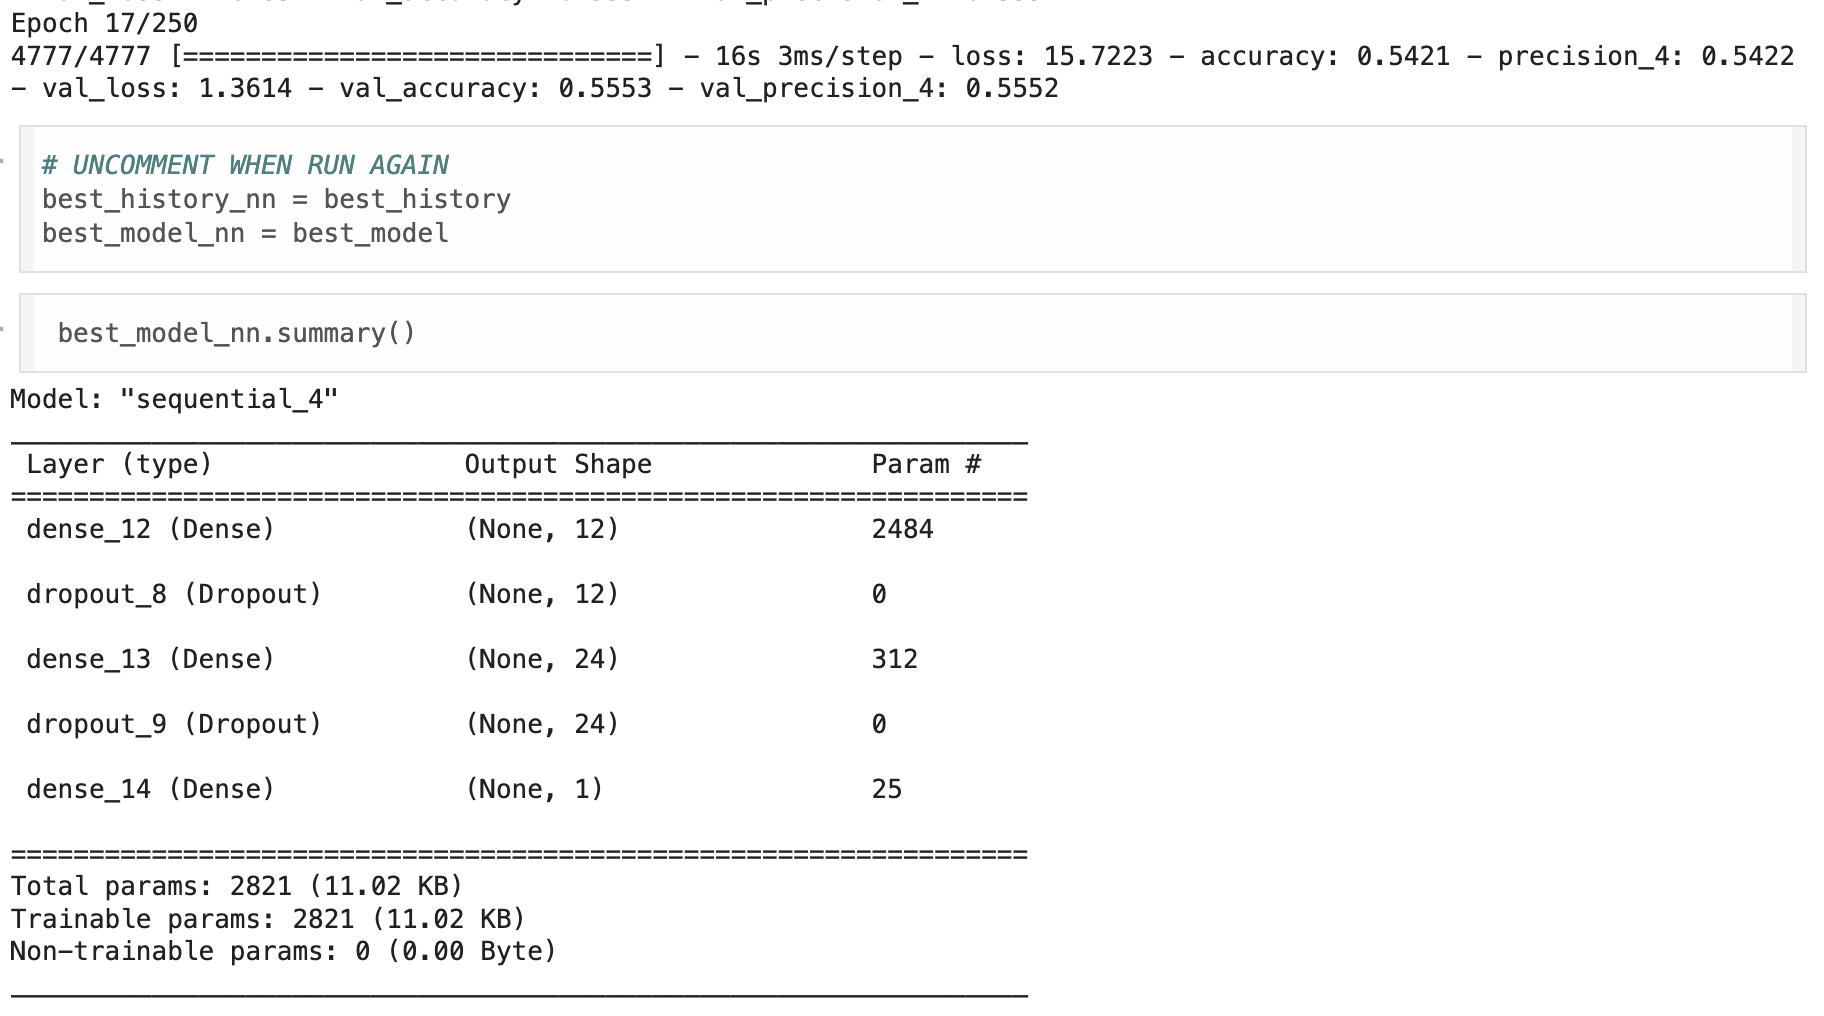 Epoch 17/250
4777/4777 [==============================] - 16s 3ms/step - loss: 15.7223 - accuracy: 0.5421 - precision_4: 0.5422
- val_loss: 1.3614 - val_accuracy: 0.5553 - val_precision_4: 0.5552
# UNCOMMENT WHEN RUN AGAIN
best_history_nn = best_history
best_model_nn = best_model
best_model_nn.summary()
Model: "sequential_4"
_________________________________________________________________
Layer (type) Output Shape Param #
=================================================================
dense_12 (Dense) (None, 12) 2484
dropout_8 (Dropout) (None, 12) 0
dense_13 (Dense) (None, 24) 312
dropout_9 (Dropout) (None, 24) 0
dense_14 (Dense) (None, 1) 25
=================================================================
Total params: 2821 (11.02 KB)
Trainable params: 2821 (11.02 KB)
Non-trainable params: 0 (0.00 Byte)
_________________________________________________________________